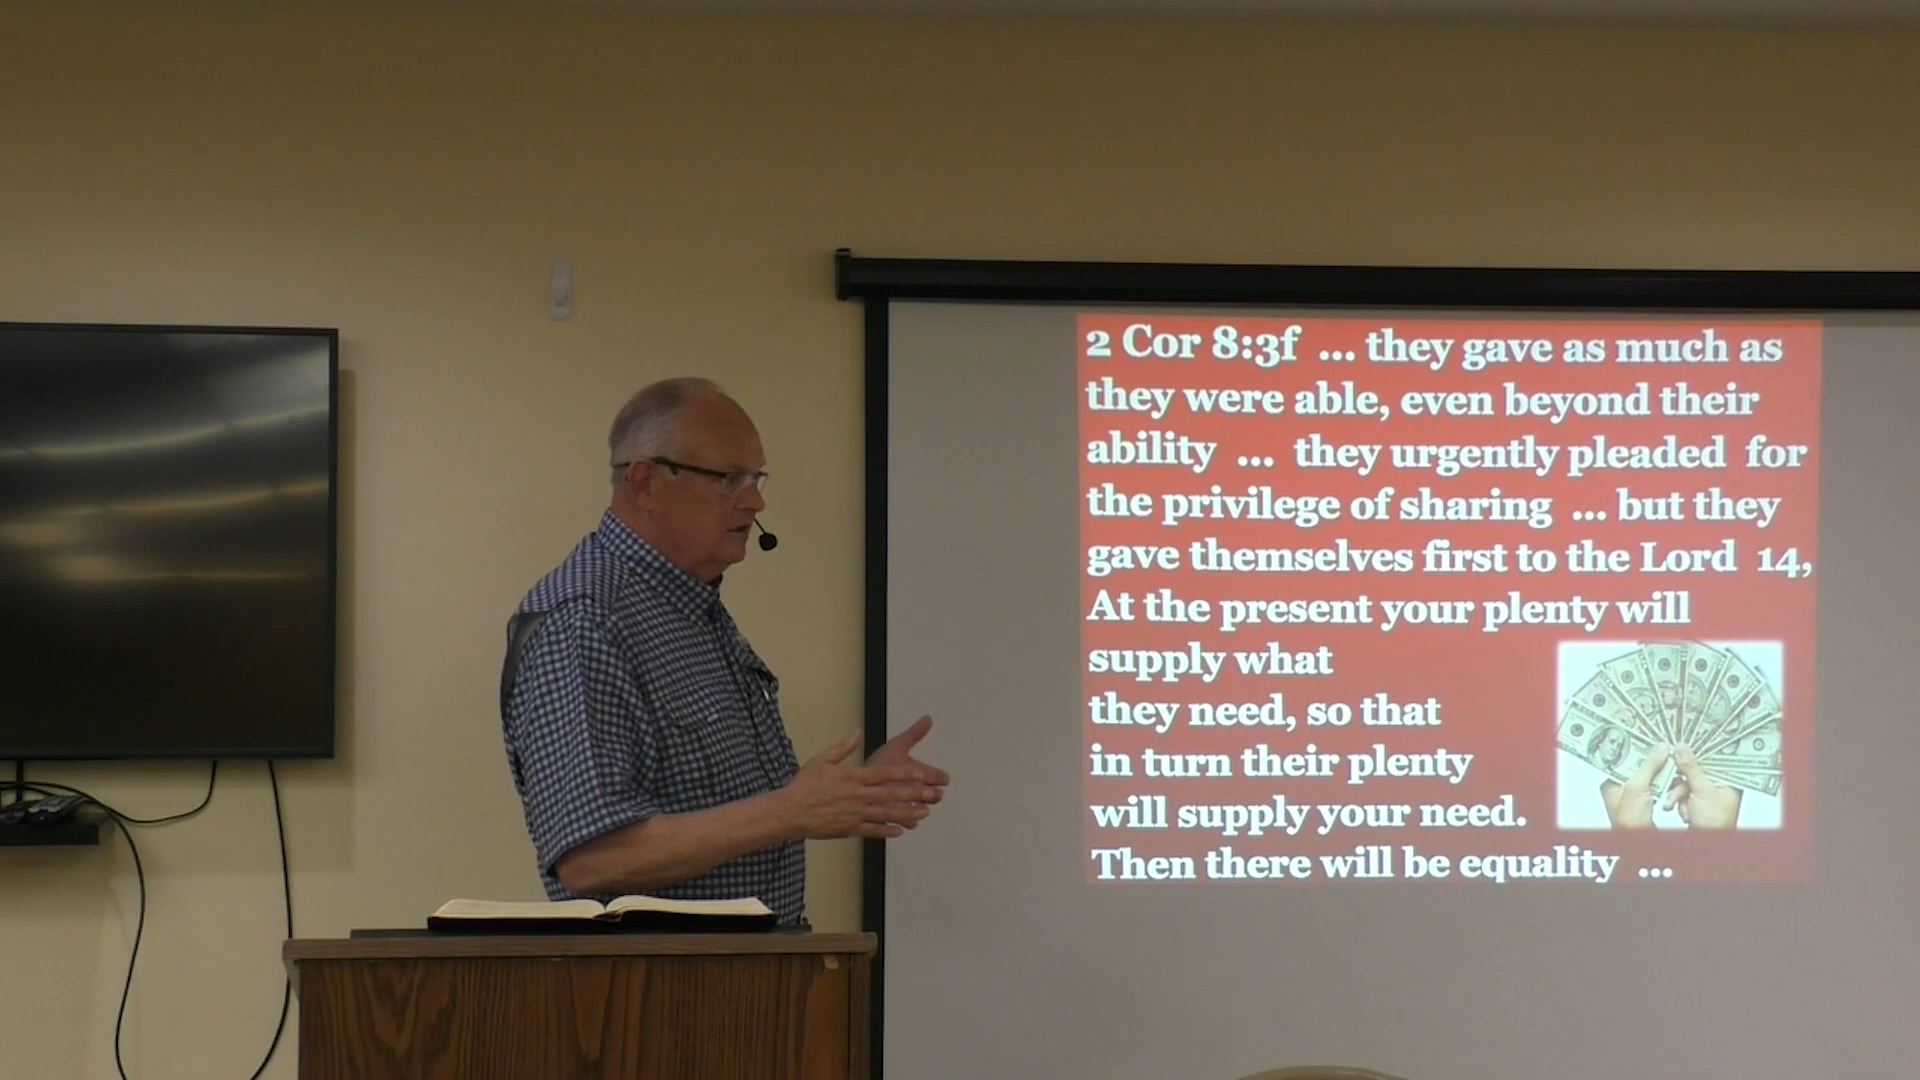 2 Cor 8:3f ... they gave as much as
they were able, even beyond their
ability ... they urgently pleaded for
the privilege of sharing ... but they
gave themselves first to the Lord 14,
At the present your plenty will
supply what
they need, so that
in turn their plenty
will supply your need.
Then there will be equality ...